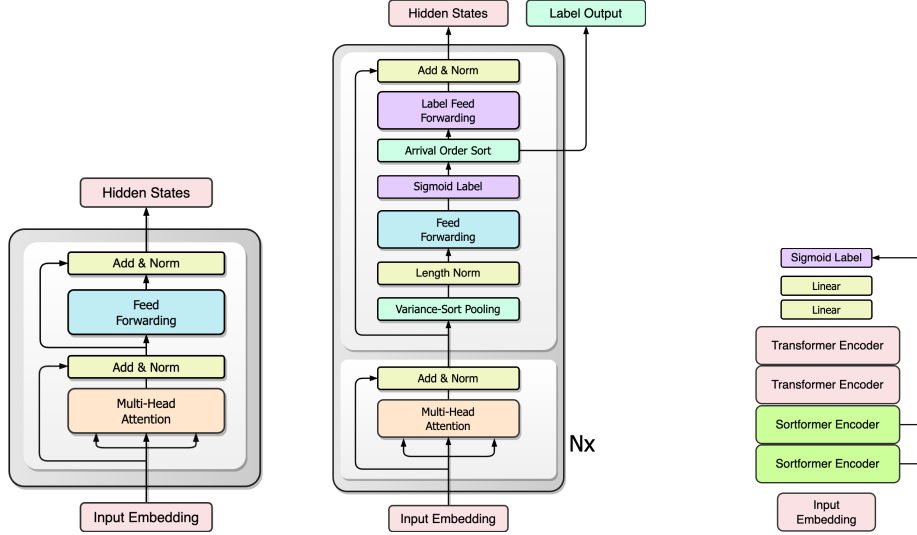 Hidden States
Add & Norm
Feed
Forwarding
Add & Norm
Multi-Head
Attention
Input Embedding
Hidden States
Label Output
Add & Norm
Label Feed
Forwarding
Arrival Order Sort
Sigmoid Label
Feed
Forwarding
Length Norm
Variance-Sort Pooling
Add & Norm
Multi-Head
Attention
Nx
Input Embedding
Sigmoid Label
Linear
Linear
Transformer Encoder
Transformer Encoder
Sortformer Encoder
Sortformer Encoder
Input
Embedding